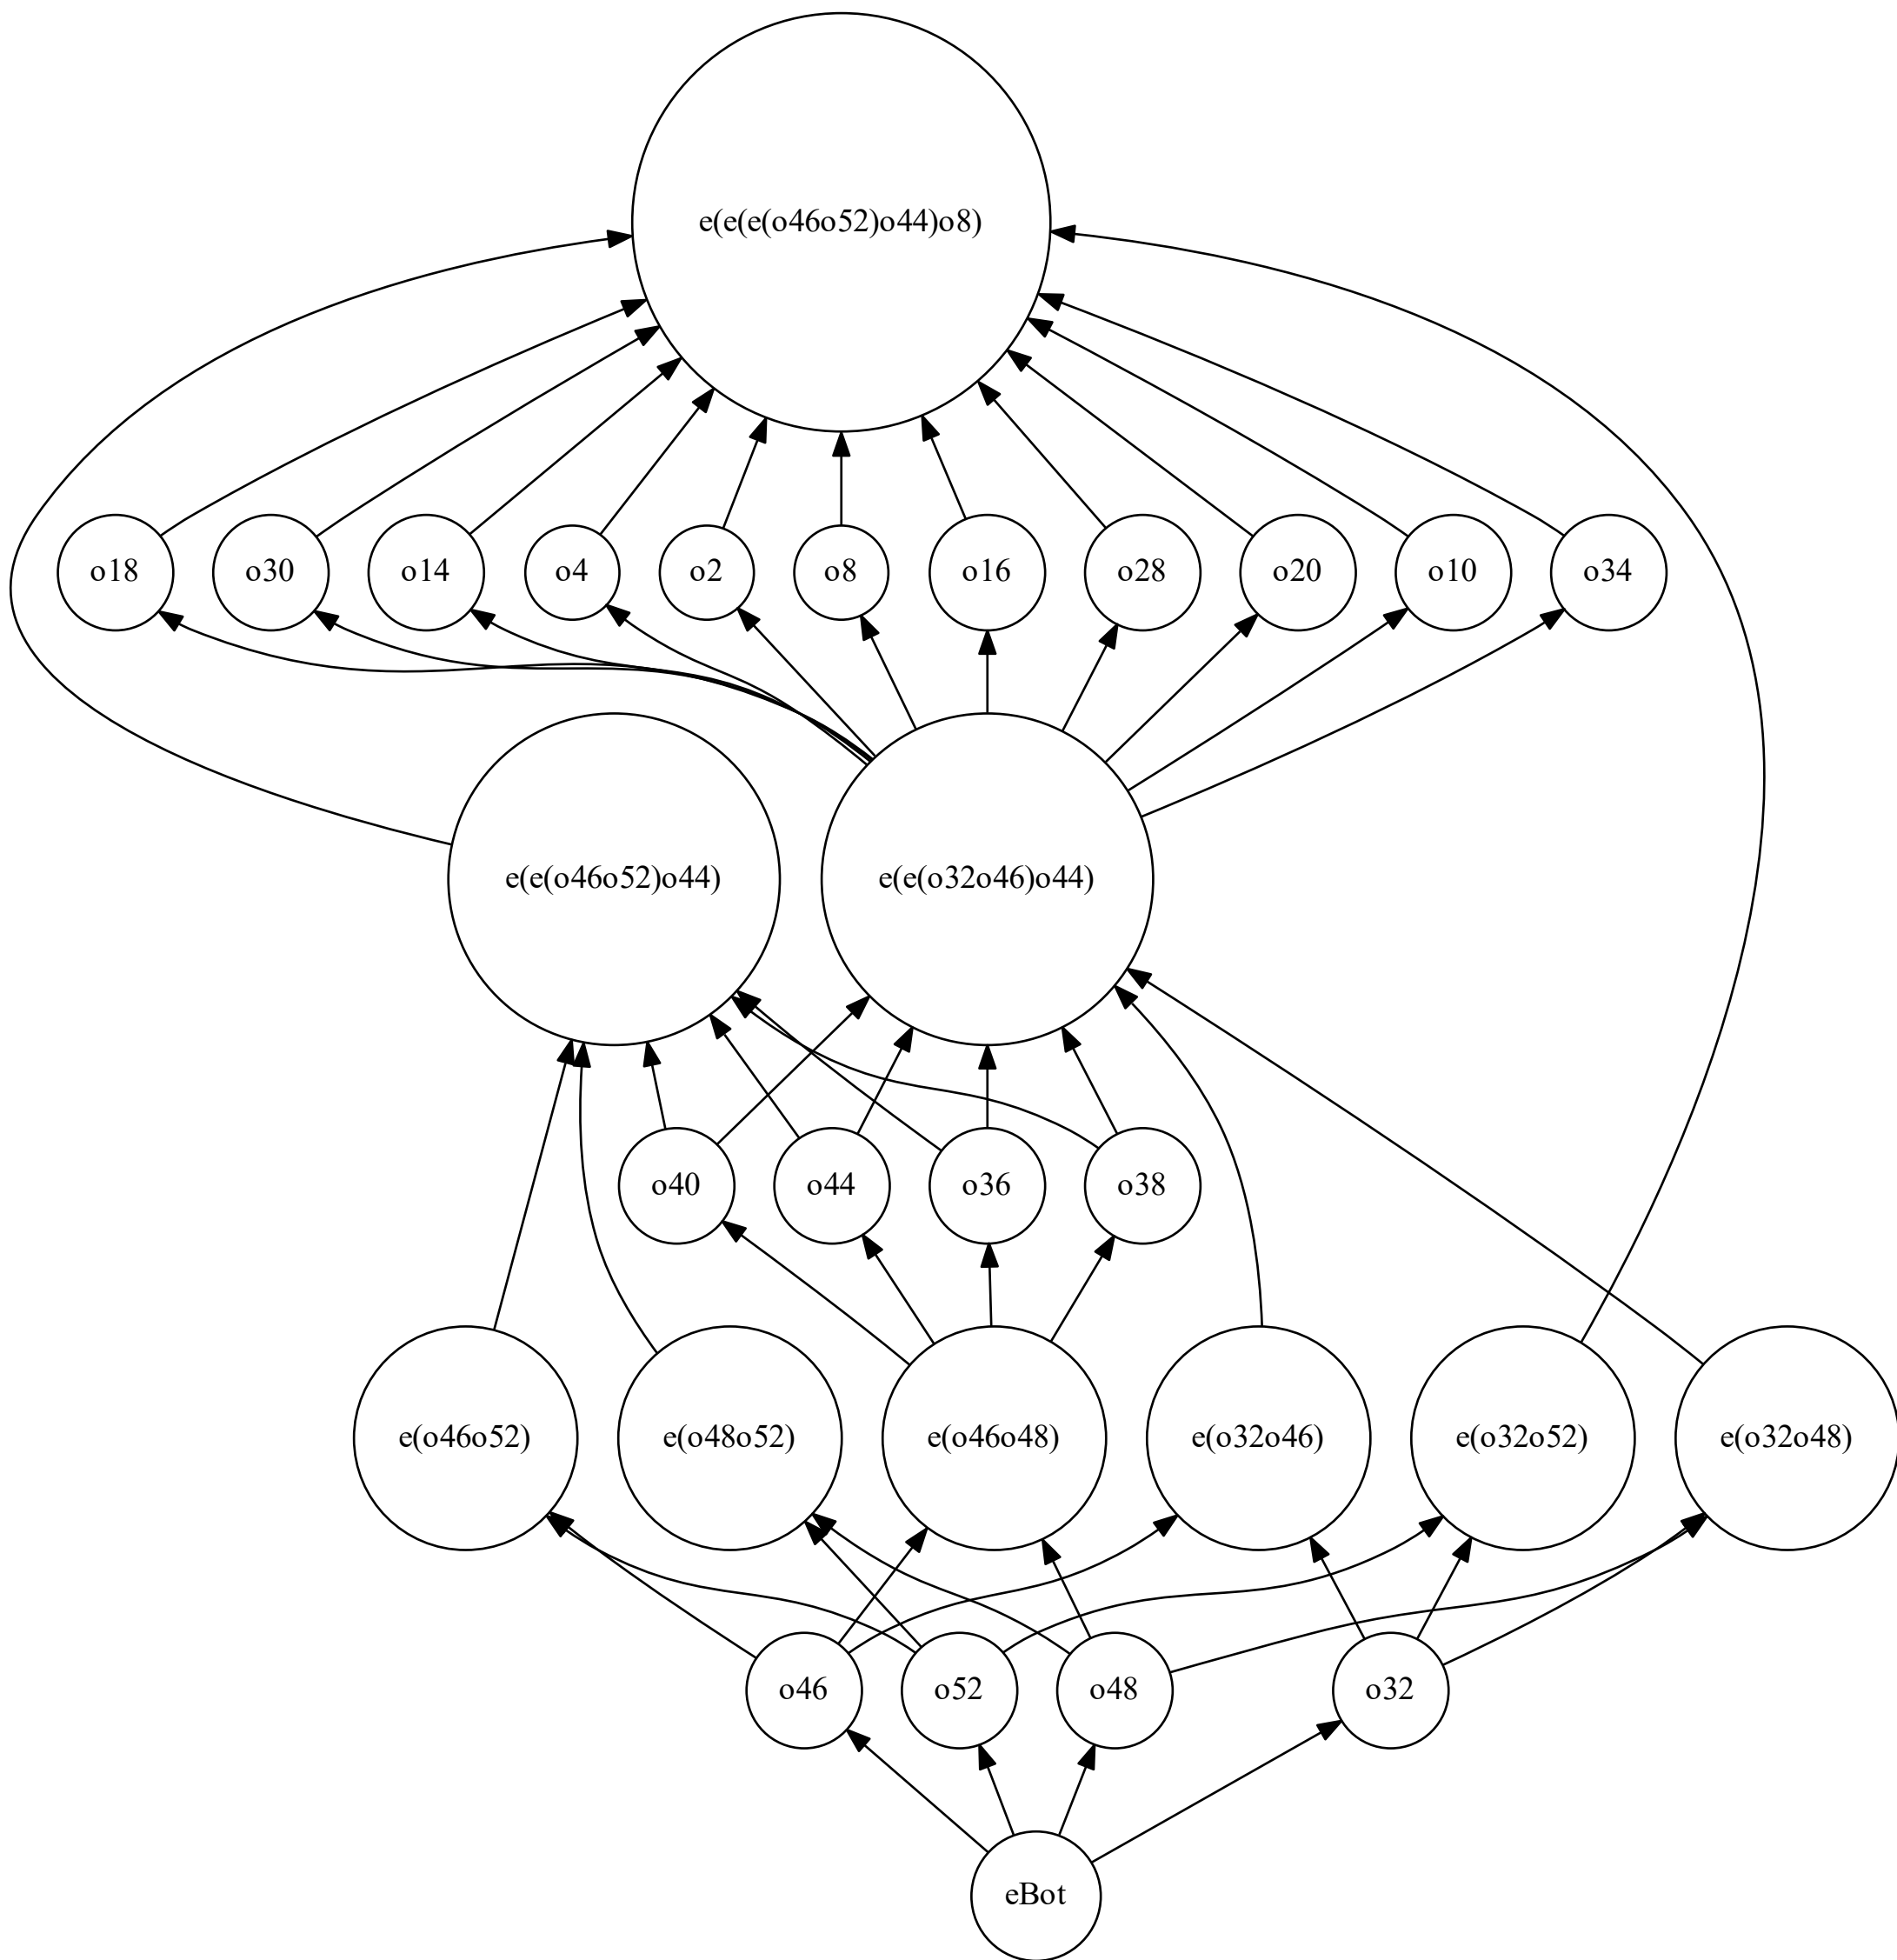 e(e(e(o46o52)o44)o8)
o18
o30
o14
o4
o2
o8
o16
o28
o20
o10
o34
e(e(o46o52)o44)
e(e(o32o46)o44)
o40
o44
o36
o38
e(o46o52)
e(o48o52)
e(o46o48)
e(o32o46)
e(o32o52)
e(o32o48)
o46
o52
o48
o32
eBot